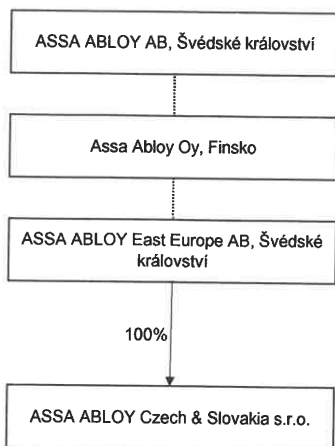 ASSA ABLOY AB, Švédské království
Assa Abloy Oy, Finsko
ASSA ABLOY East Europe AB, Švédské
království
100%
ASSA ABLOY Czech & Slovakia s.r.o.